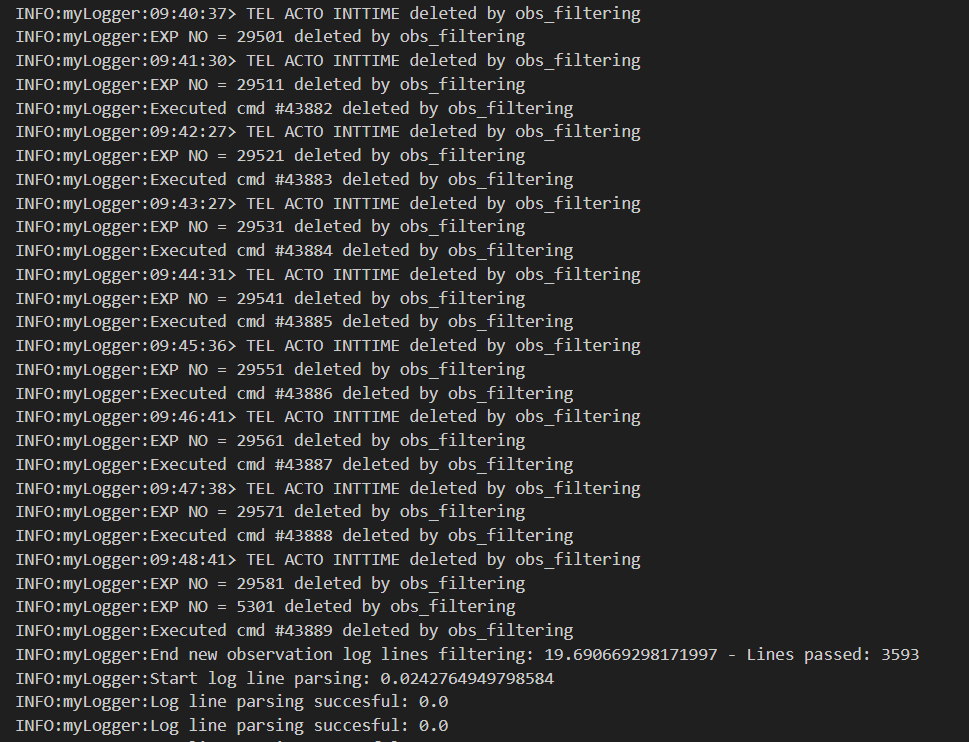 INFO:myLogger:09:40:37> TEL ACTO INTTIME deleted by obs_filtering
INFO:myLogger:EXP NO = 29501 deleted by obs_filtering
INFO:myLogger:09:41:30> TEL ACTO INTTIME deleted by obs_filtering
INFO:myLogger:EXP NO = 29511 deleted by obs_filtering
INFO:myLogger:Executed cmd #43882 deleted by obs_filtering
INFO:myLogger:09:42:27> TEL ACTO INTTIME deleted by obs_filtering
INFO:myLogger:EXP NO = 29521 deleted by obs_filtering
INFO:myLogger:Executed cmd #43883 deleted by obs_filtering
INFO:myLogger:09:43:27> TEL ACTO INTTIME deleted by obs_filtering
INFO:myLogger:EXP NO = 29531 deleted by obs_filtering
INFO:myLogger:Executed cmd #43884 deleted by obs_filtering
INFO:myLogger:09:44:31> TEL ACTO INTTIME deleted by obs_filtering
INFO:myLogger:EXP NO = 29541 deleted by obs_filtering
INFO:myLogger:Executed cmd #43885 deleted by obs_filtering
INFO:myLogger:09:45:36> TEL ACTO INTTIME deleted by obs_filtering
INFO:myLogger:EXP NO = 29551 deleted by obs_filtering
INFO:myLogger:Executed cmd #43886 deleted by obs_filtering
INFO:myLogger:09:46:41> TEL ACTO INTTIME deleted by obs_filtering
INFO:myLogger:EXP NO = 29561 deleted by obs_filtering
INFO:myLogger:Executed cmd #43887 deleted by obs_filtering
INFO:myLogger:09:47:38> TEL ACTO INTTIME deleted by obs_filtering
INFO:myLogger:EXP NO = 29571 deleted by obs_filtering
INFO:myLogger:Executed cmd #43888 deleted by obs_filtering
INFO:myLogger:09:48:41> TEL ACTO INTTIME deleted by obs_filtering
INFO:myLogger:EXP NO = 29581 deleted by obs_filtering
INFO:myLogger:EXP NO = 5301 deleted by obs_filtering
INFO:myLogger:Executed cmd #43889 deleted by obs_filtering
INFO:myLogger:End new observation log lines filtering: 19.690669298171997 - Lines passed: 3593
INFO:myLogger:Start log line parsing: 0.0242764949798584
INFO:myLogger:Log line parsing succesful: 0.0
INFO:myLogger:Log line parsing succesful: 0.0